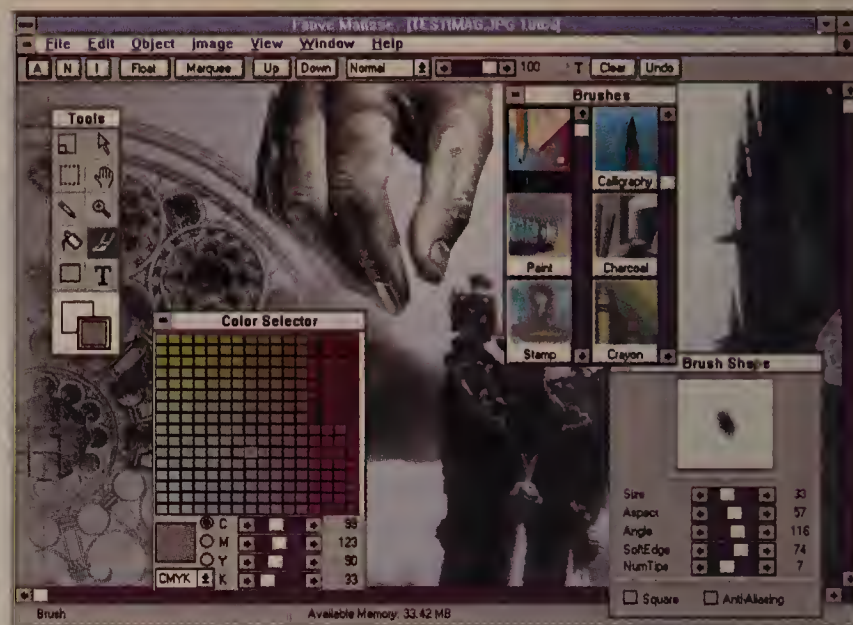 Fauve Matisse - [TESTIMAG.JPG
File Edit Object Image View Window Help
A N I Float Marquee Up Down Normal 100 T Clear Undo
Tools
T
Brushes
Calligraphy
Paint Charcoal
Stamp Crayon
Color Selector
C 99
M 123
Y 90
CMYK K 33
Brush Shape
Size 33
Aspect 57
Angle 116
SoftEdge 74
NumTips 7
Square Anti-Aliasing
Brush Available Memory: 33.42 MB